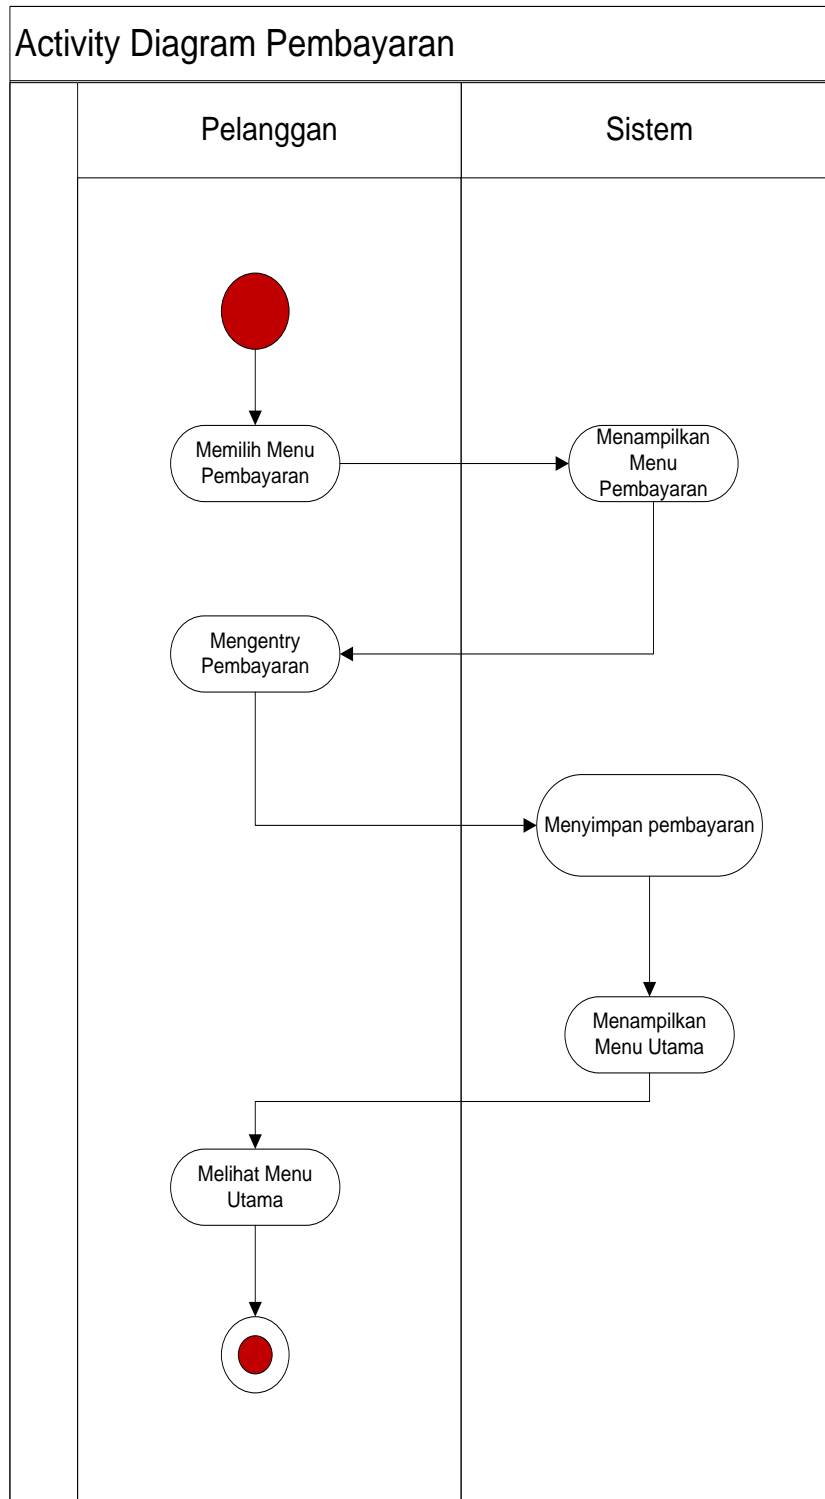 Activity Diagram Pembayaran
Pelanggan
Sistem
Memilih Menu
Pembayaran
Menampilkan
Menu
Pembayaran
Mengentry
Pembayaran
Menyimpan pembayaran
Menampilkan
Menu Utama
Melihat Menu
Utama